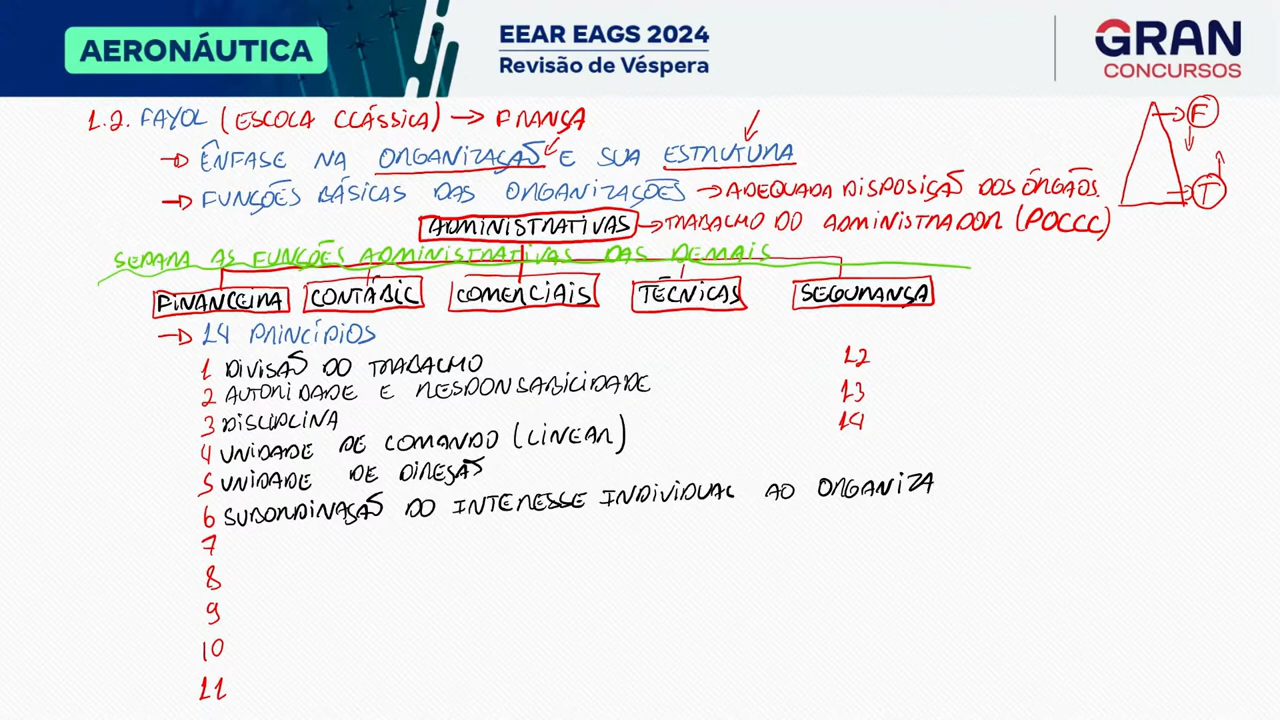 AERONÁUTICA
EEAR EAGS 2024
Revisão de Véspera
GRAN
CONCURSOS
1.2. FAYOL (ESCOLA CLÁSSICA) → FRANÇA
→ ÊNFASE NA ORGANIZAÇÃO E SUA ESTRUTURA
→ FUNÇÕES BÁSICAS DAS ORGANIZAÇÕES → ADEQUADA DISPOSIÇÃO DOS ÓRGÃOS.
F
T
ADMINISTRATIVAS → TRABALHO DO ADMINISTRADOR (POCCC)
SEPARA AS FUNÇÕES ADMINISTRATIVAS DAS DEMAIS
FINANCEIRA CONTÁBIL COMERCIAIS TÉCNICAS SEGURANÇA
→ 14 PRINCÍPIOS
1 DIVISÃO DO TRABALHO
2 AUTORIDADE E RESPONSABILIDADE
3 DISCIPLINA
4 UNIDADE DE COMANDO (LINEAR)
5 UNIDADE DE DIREÇÃO
6 SUBORDINAÇÃO DO INTERESSE INDIVIDUAL AO ORGANIZA
7
8
9
10
11
12
13
14